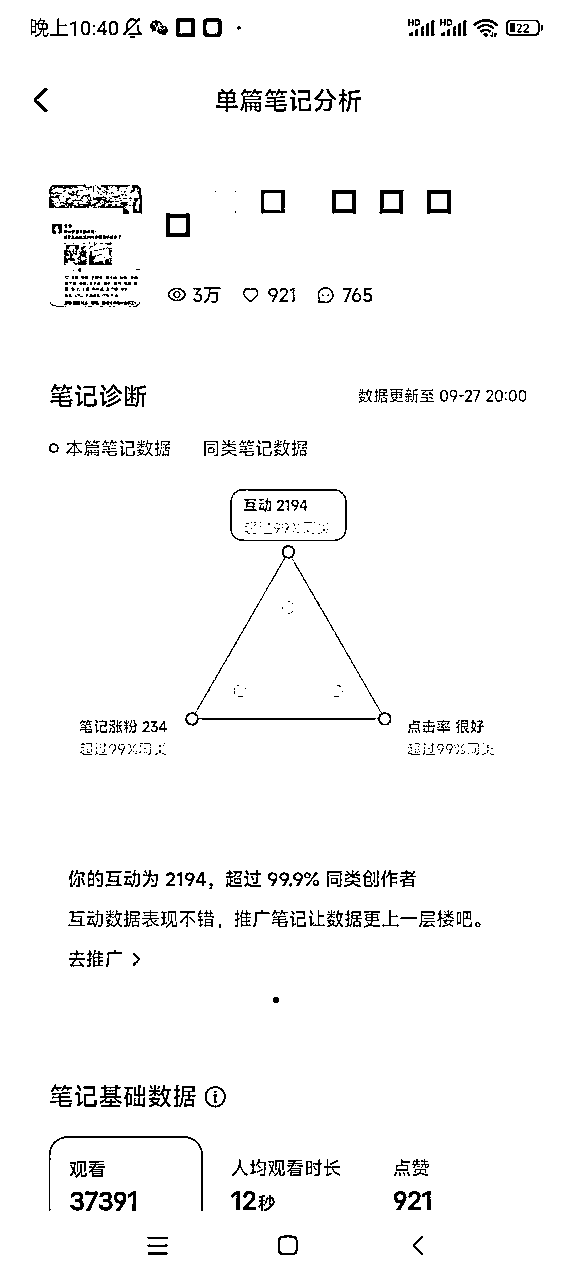 晚上10:40
22
单篇笔记分析
3万 921 765
笔记诊断
数据更新至 09-27 20:00
本篇笔记数据 同类笔记数据
互动 2194
超过99%同类
笔记涨粉 234
超过99%同类
点击率 很好
超过99%同类
你的互动为 2194，超过 99.9% 同类创作者
互动数据表现不错，推广笔记让数据更上一层楼吧。
去推广
笔记基础数据
观看
37391
人均观看时长
12秒
点赞
921